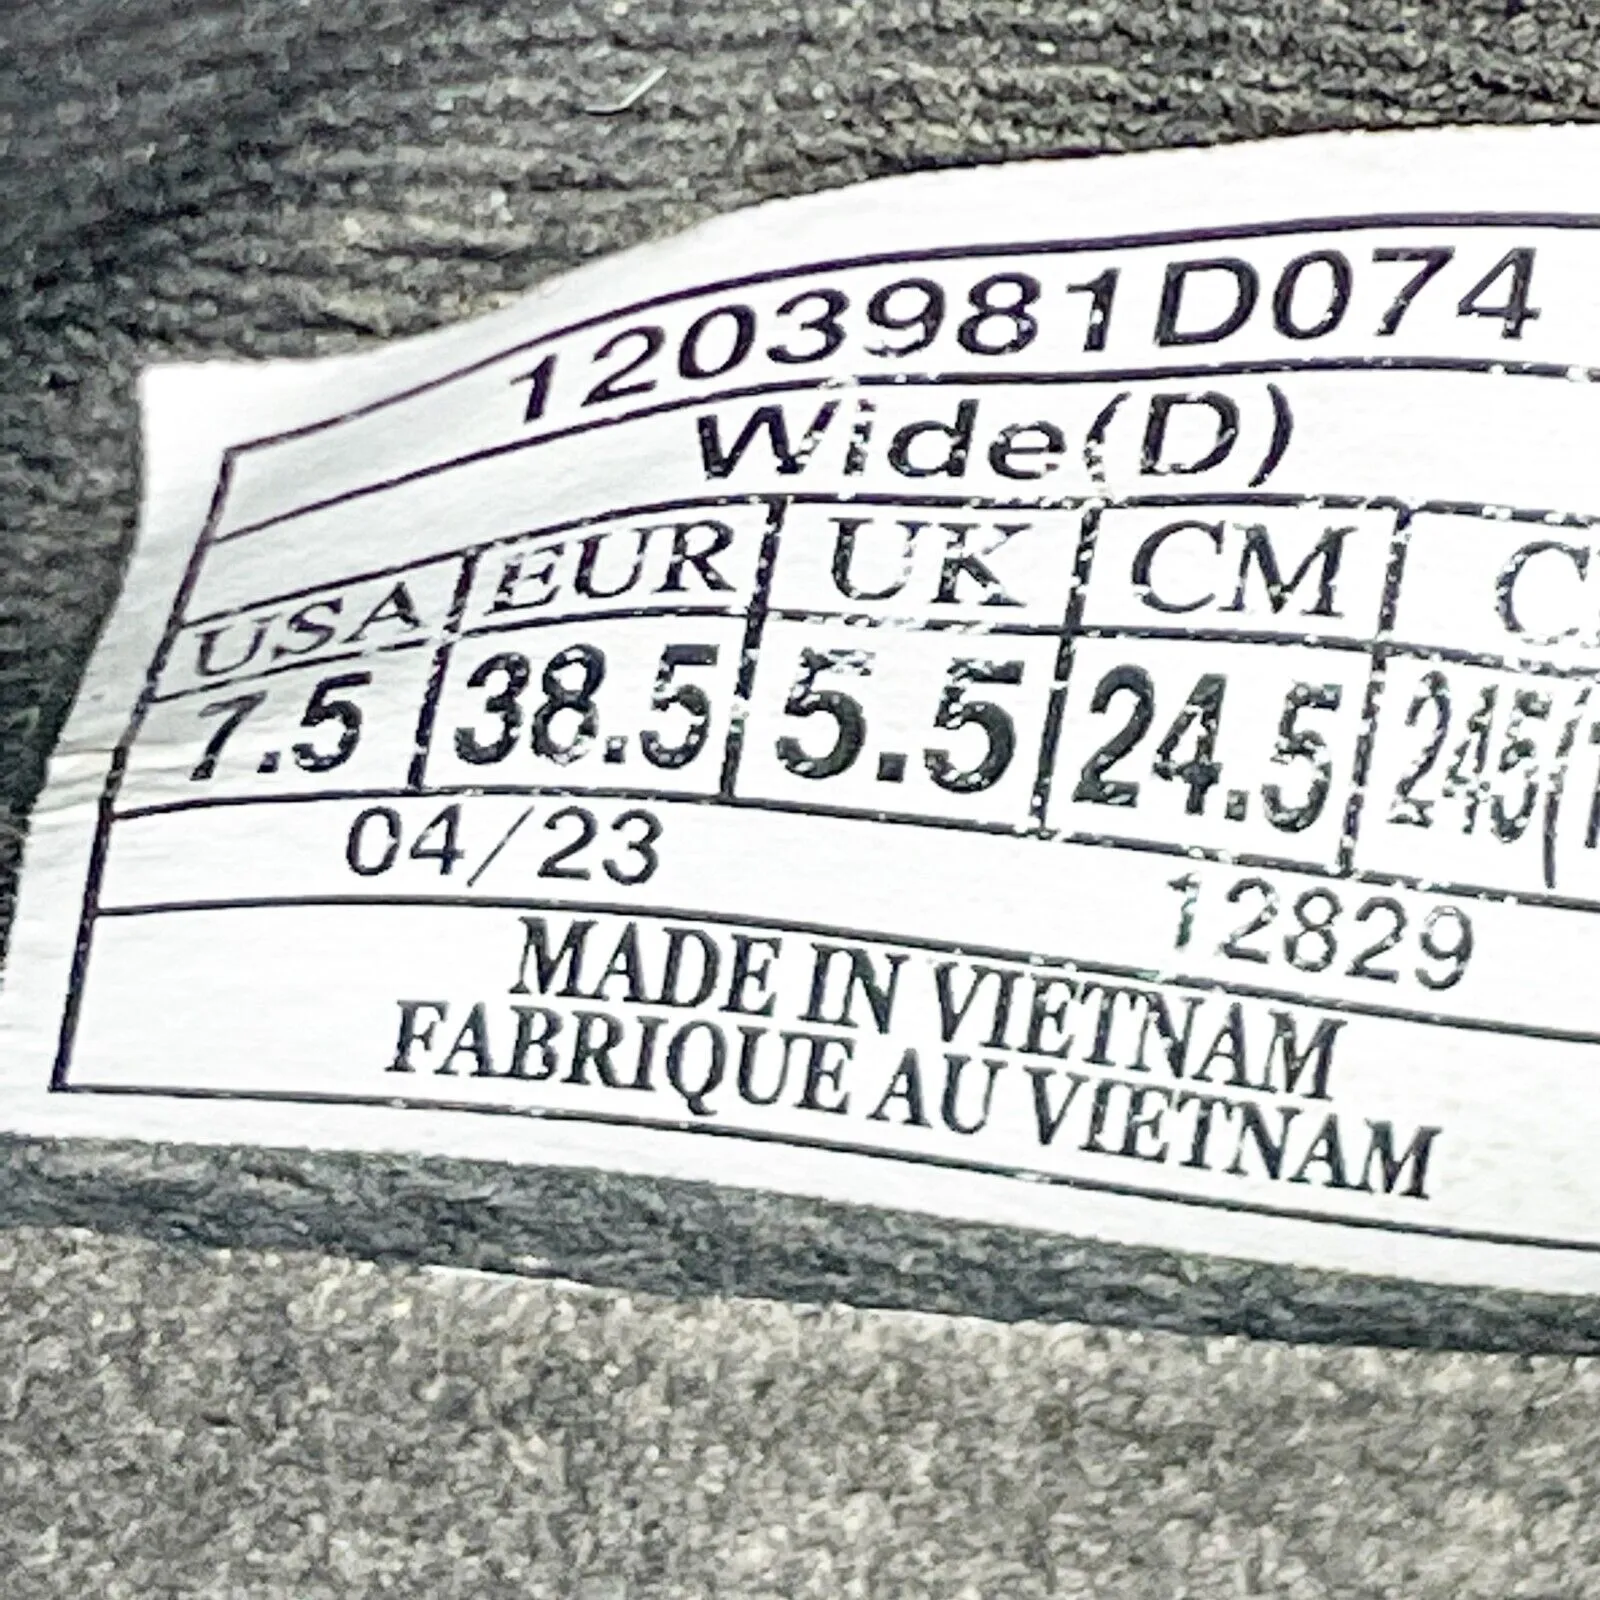 1203981D074
Wide(D)
USA EUR UK CM
7.5 38.5 5.5 24.5
04/23 12829
MADE IN VIETNAM
FABRIQUE AU VIETNAM